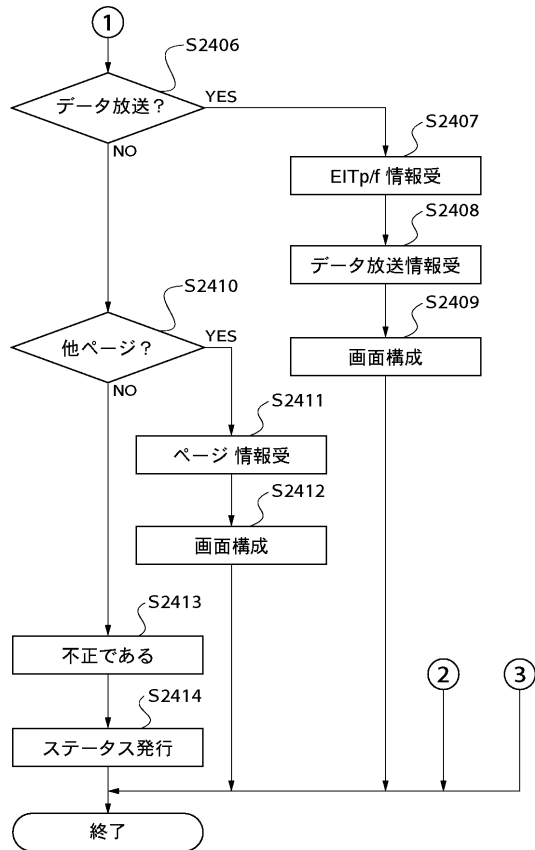 1
S2406
データ放送？
YES
NO
S2407
EITp/f 情報受
S2408
データ放送情報受
S2409
画面構成
S2410
他ページ？
YES
NO
S2411
ページ 情報受
S2412
画面構成
S2413
不正である
S2414
ステータス発行
2
3
終了